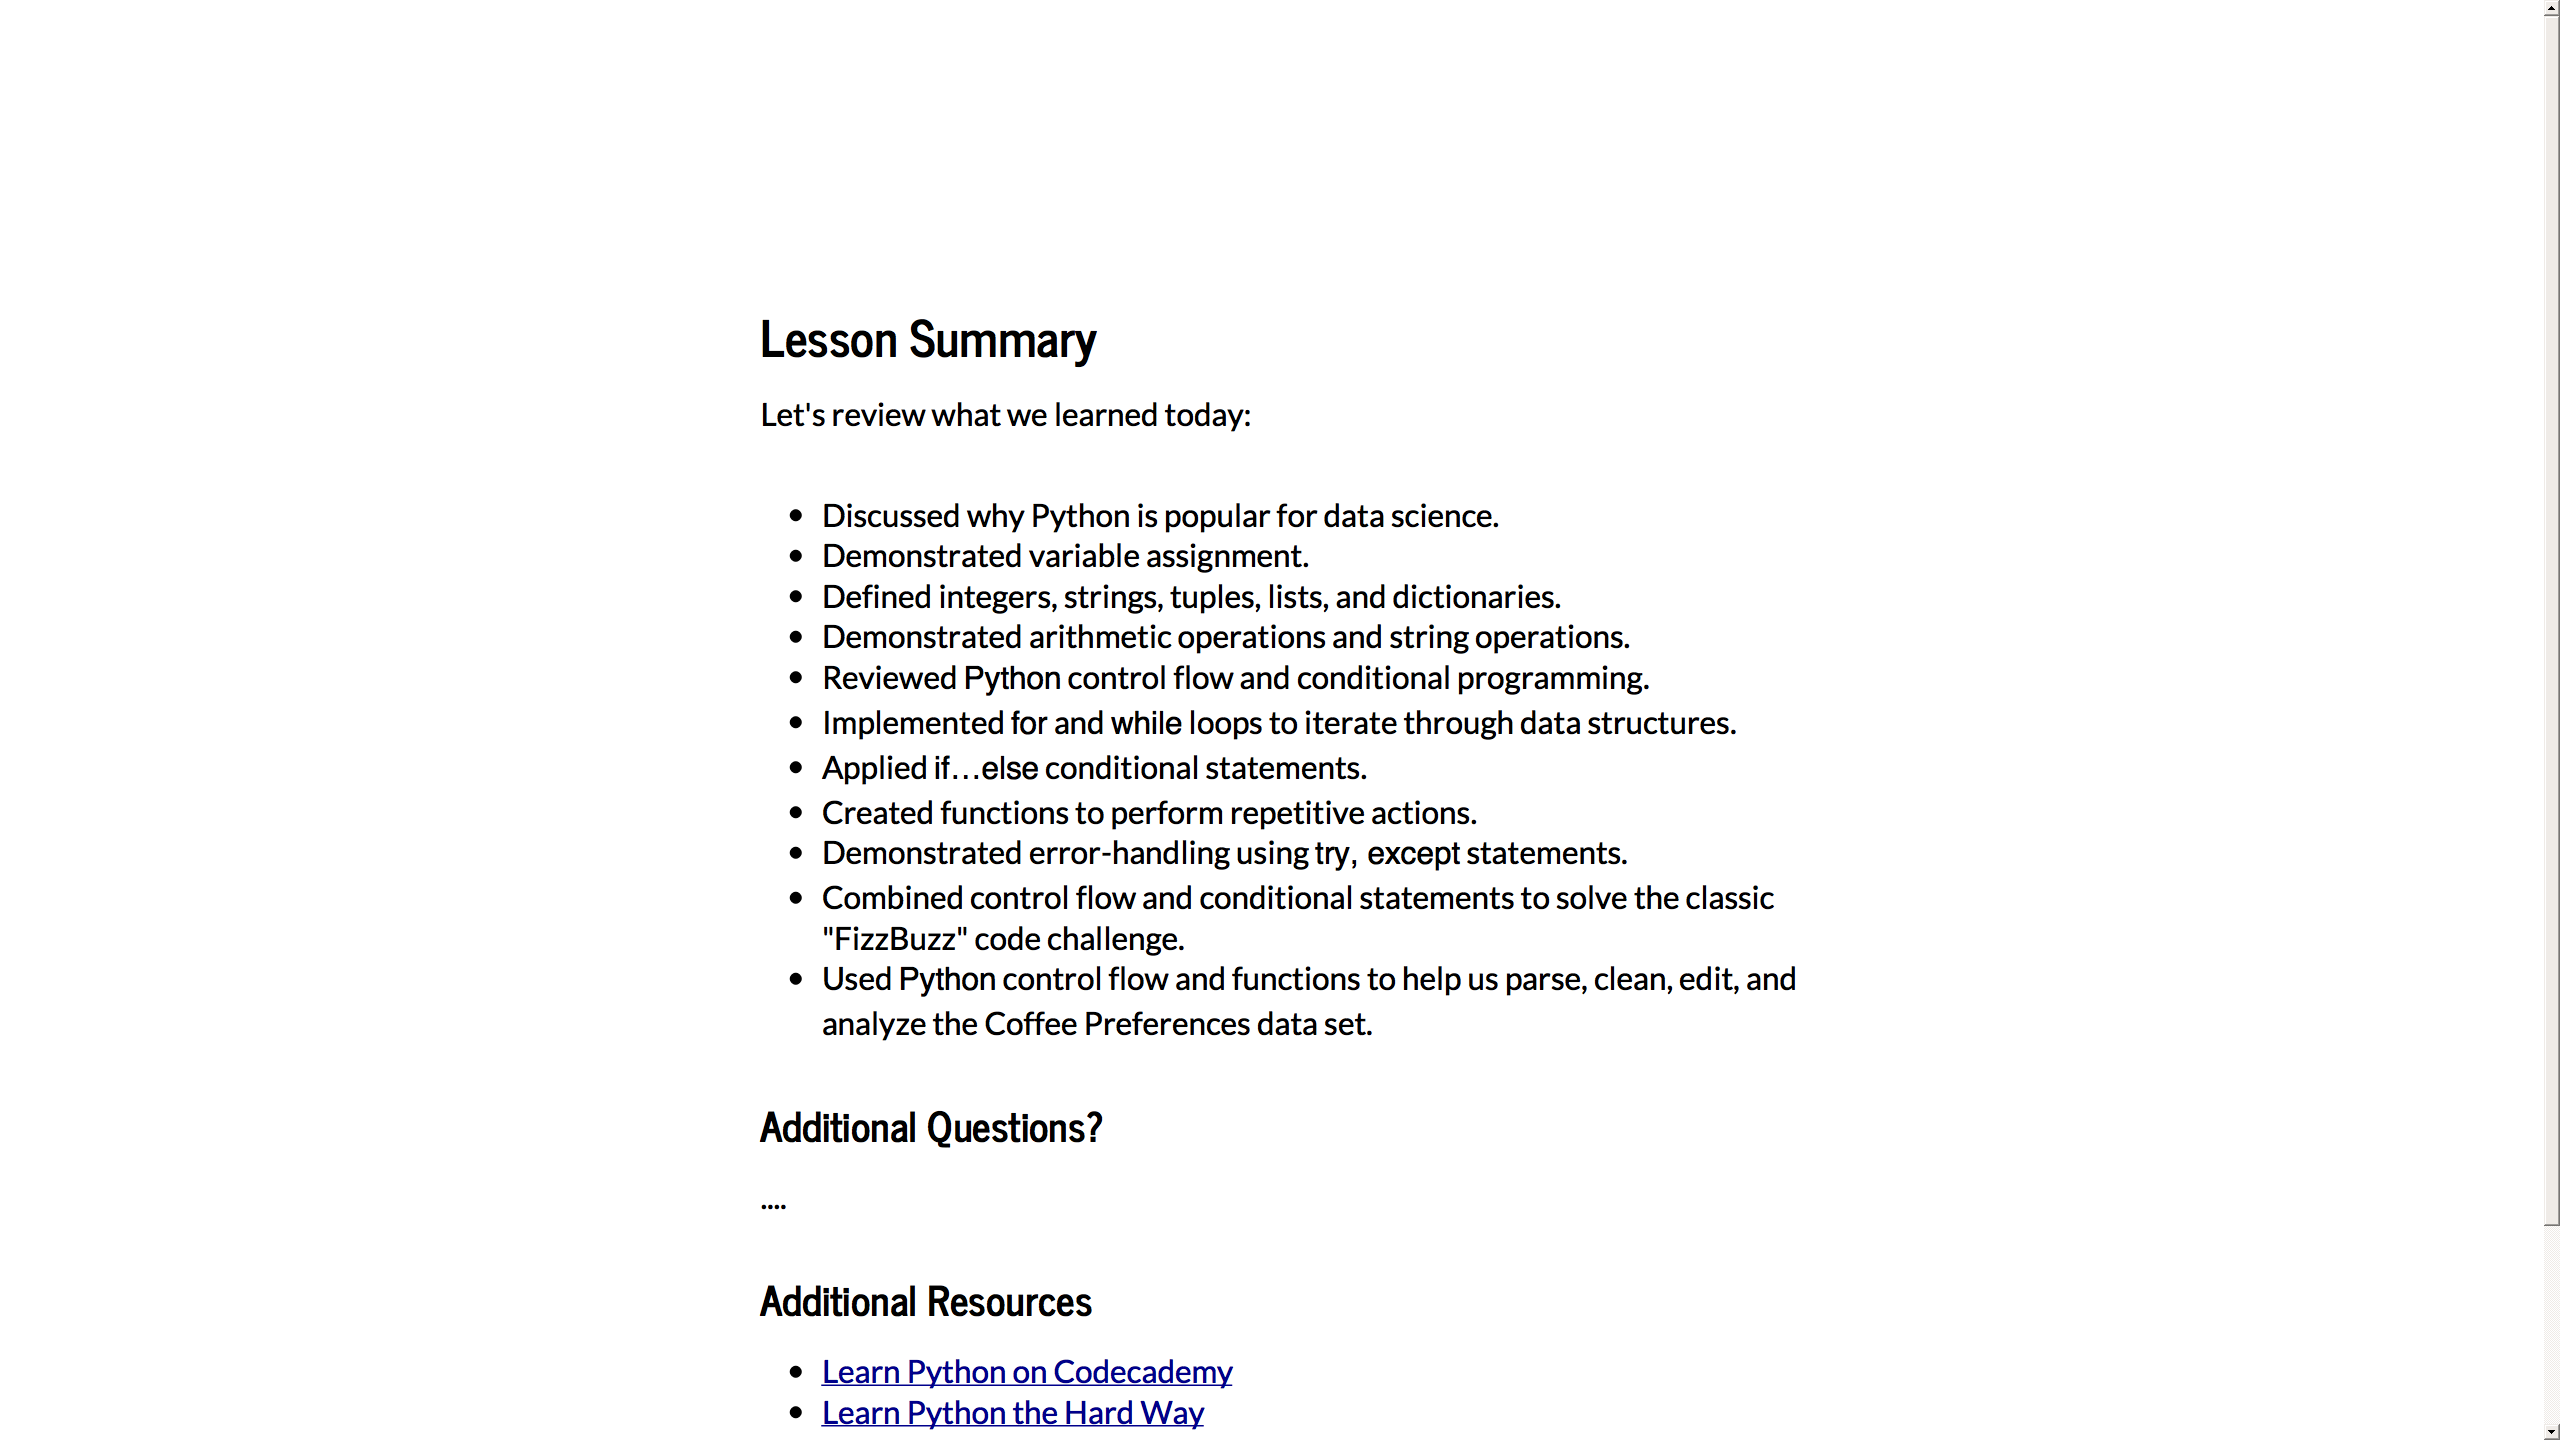 Lesson Summary
Let's review what we learned today:
• Discussed why Python is popular for data science.
• Demonstrated variable assignment.
• Defined integers, strings, tuples, lists, and dictionaries.
• Demonstrated arithmetic operations and string operations.
• Reviewed Python control flow and conditional programming.
• Implemented for and while loops to iterate through data structures.
• Applied if…else conditional statements.
• Created functions to perform repetitive actions.
• Demonstrated error-handling using try, except statements.
• Combined control flow and conditional statements to solve the classic
"FizzBuzz" code challenge.
• Used Python control flow and functions to help us parse, clean, edit, and
analyze the Coffee Preferences data set.
Additional Questions?
....
Additional Resources
• Learn Python on Codecademy
• Learn Python the Hard Way